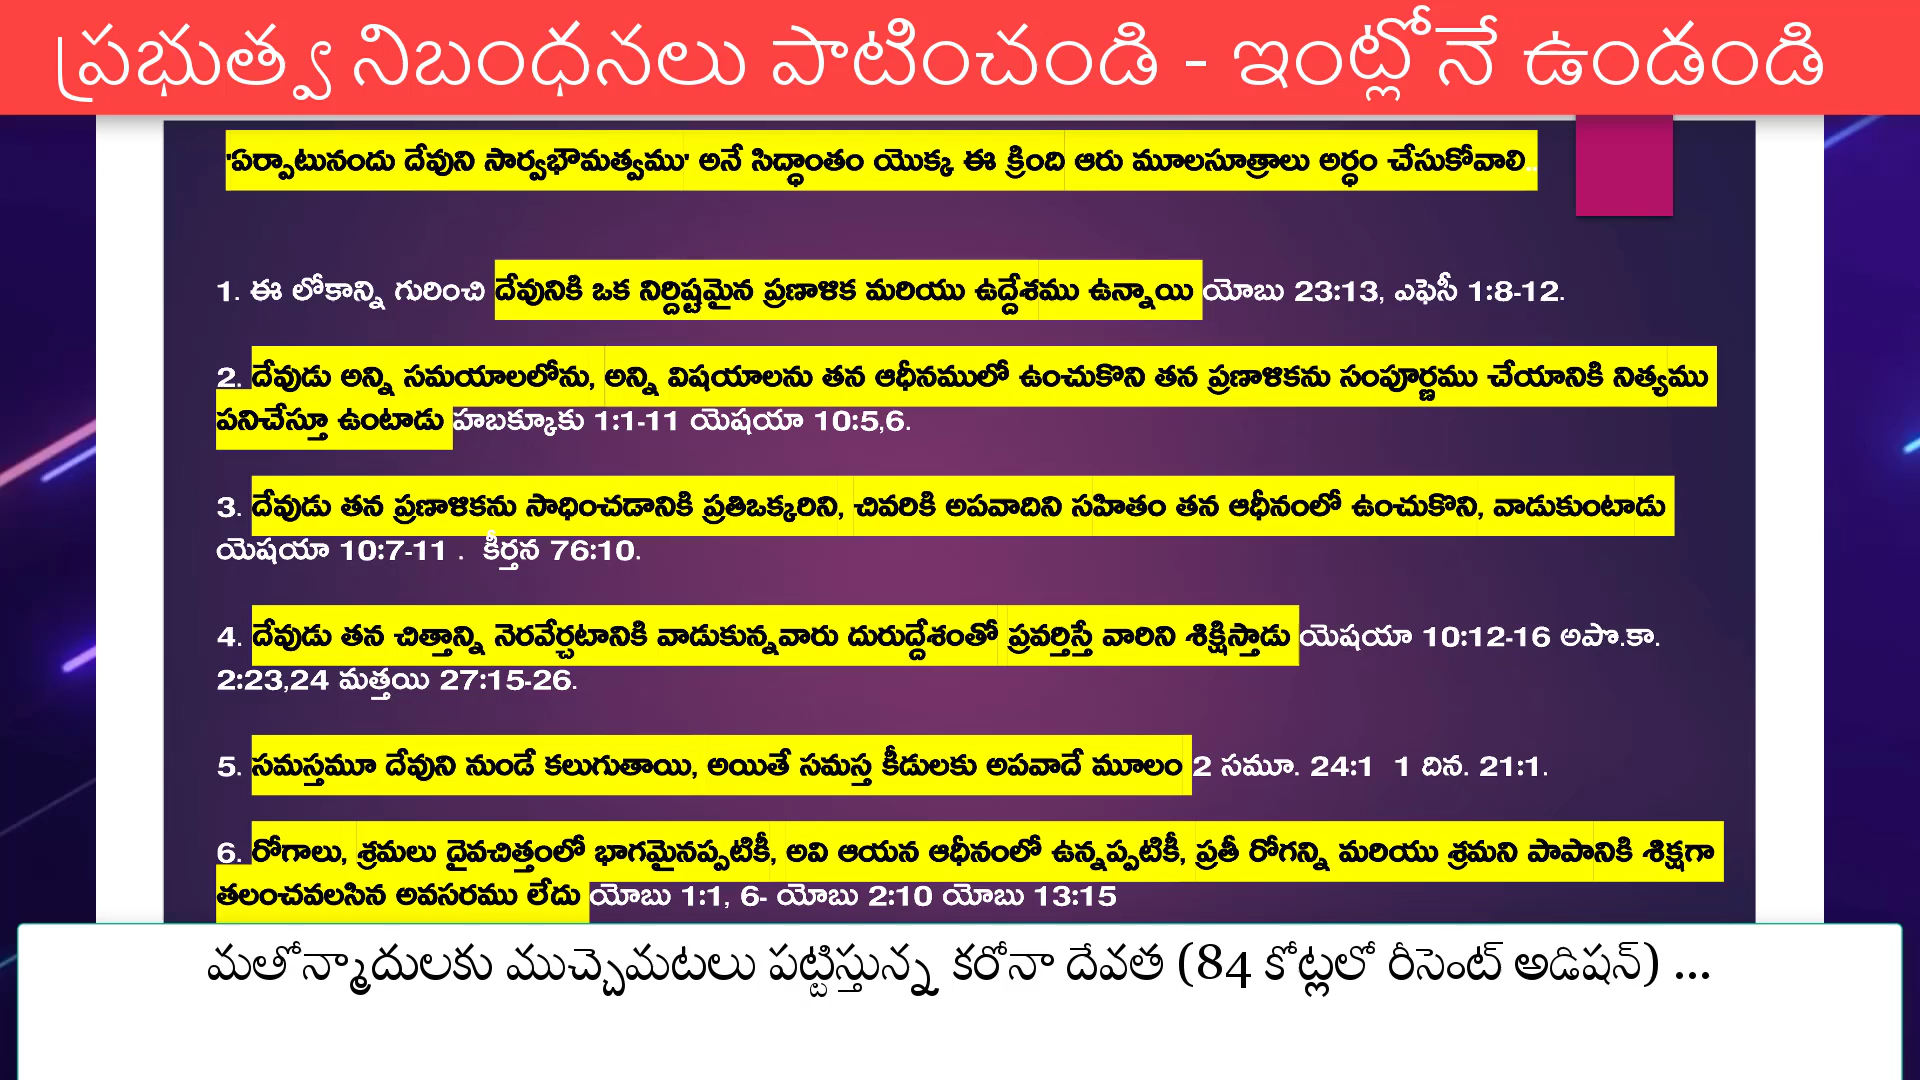 ప్రభుత్వ నిబంధనలు పాటించండి - ఇంట్లోనే ఉండండి
'ఏర్పాటునందు దేవుని సార్వభౌమత్వము' అనే సిద్ధాంతం యొక్క ఈ క్రింది ఆరు మూలసూత్రాలు అర్ధం చేసుకోవాలి..
1. ఈ లోకాన్ని గురించి దేవునికి ఒక నిర్దిష్టమైన ప్రణాళిక మరియు ఉద్దేశము ఉన్నాయి యోబు 23:13, ఎఫెసీ 1:8-12.
2. దేవుడు అన్ని సమయాలలోను, అన్ని విషయాలను తన ఆధీనములో ఉంచుకొని తన ప్రణాళికను సంపూర్ణము చేయానికి నిత్యము
పనిచేస్తూ ఉంటాడు హబక్కూకు 1:1-11 యెషయా 10:5,6.
3. దేవుడు తన ప్రణాళికను సాధించడానికి ప్రతిఒక్కరిని, చివరికి అపవాదిని సహితం తన ఆధీనంలో ఉంచుకొని, వాడుకుంటాడు
యెషయా 10:7-11 . కీర్తన 76:10.
4. దేవుడు తన చిత్తాన్ని నెరవేర్చటానికి వాడుకున్నవారు దురుద్దేశంతో ప్రవర్తిస్తే వారిని శిక్షిస్తాడు యెషయా 10:12-16 అపొ.కా.
2:23,24 మత్తయి 27:15-26.
5. సమస్తమూ దేవుని నుండే కలుగుతాయి, అయితే సమస్త కీడులకు అపవాదే మూలం 2 సమూ. 24:1 1 దిన. 21:1.
6. రోగాలు, శ్రమలు దైవచిత్తంలో భాగమైనప్పటికీ, అవి ఆయన ఆధీనంలో ఉన్నప్పటికీ, ప్రతీ రోగన్ని మరియు శ్రమని పాపానికి శిక్షగా
తలంచవలసిన అవసరము లేదు యోబు 1:1, 6- యోబు 2:10 యోబు 13:15
మతోన్మాదులకు ముచ్చెమటలు పట్టిస్తున్న కరోనా దేవత (84 కోట్లలో రీసెంట్ అడిషన్) ...